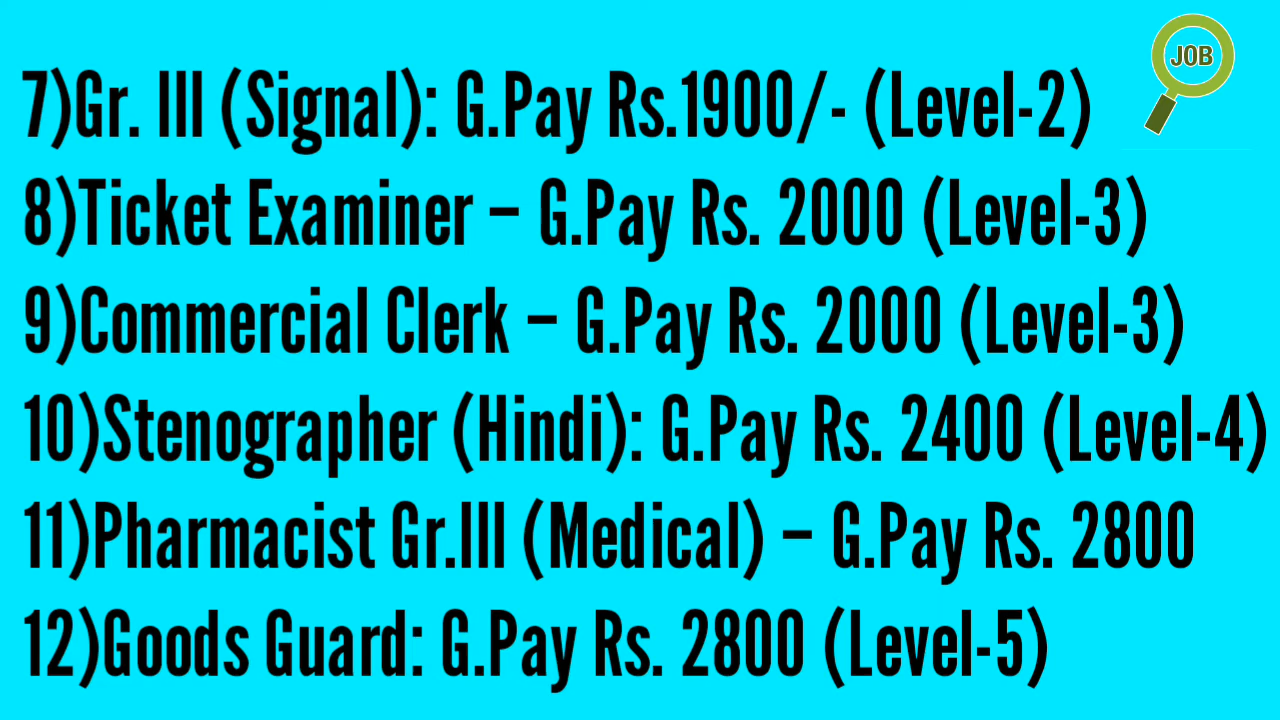 JOB
7)Gr. III (Signal): G.Pay Rs.1900/- (Level-2)
8)Ticket Examiner – G.Pay Rs. 2000 (Level-3)
9)Commercial Clerk – G.Pay Rs. 2000 (Level-3)
10)Stenographer (Hindi): G.Pay Rs. 2400 (Level-4)
11)Pharmacist Gr.III (Medical) – G.Pay Rs. 2800
12)Goods Guard: G.Pay Rs. 2800 (Level-5)